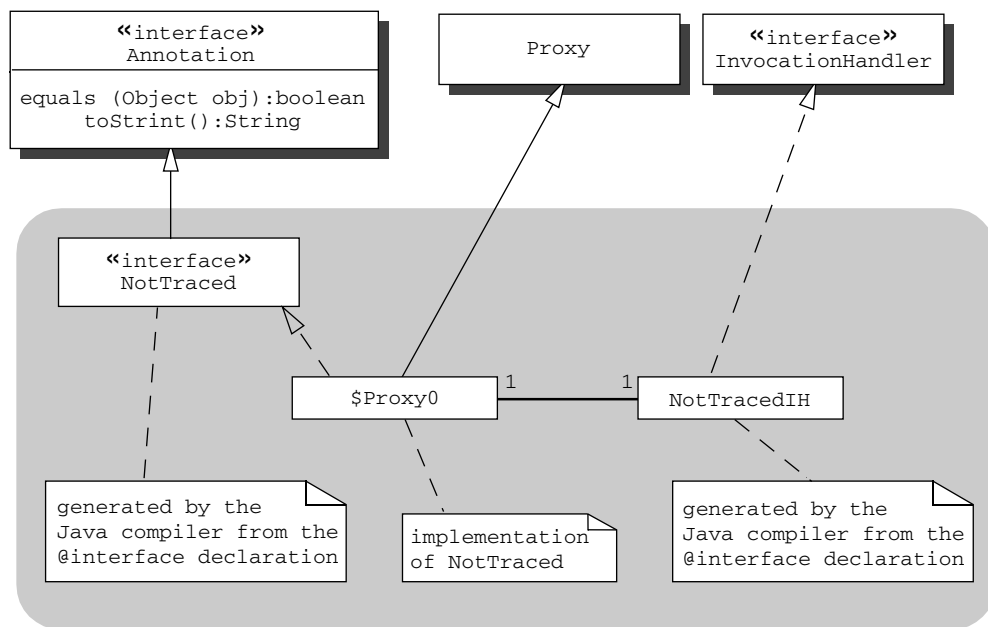 «interface»
Annotation
equals (Object obj):boolean
toStrint():String
Proxy
«interface»
InvocationHandler
«interface»
NotTraced
$Proxy0
1
1
NotTracedIH
generated by the
Java compiler from the
@interface declaration
implementation
of NotTraced
generated by the
Java compiler from the
@interface declaration